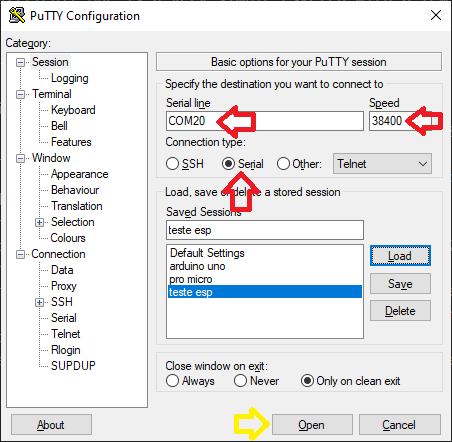 PuTTY Configuration
Category:
Session
Logging
Terminal
Keyboard
Bell
Features
Window
Appearance
Behaviour
Translation
Selection
Colours
Connection
Data
Proxy
SSH
Serial
Telnet
Rlogin
SUPDUP
Basic options for your PuTTY session
Specify the destination you want to connect to
Serial line Speed
COM20 38400
Connection type:
SSH Serial Other: Telnet
Load, save or delete a stored session
Saved Sessions
teste esp
Default Settings
arduino uno
pro micro
teste esp
Load
Save
Delete
Close window on exit:
Always Never Only on clean exit
About Open Cancel